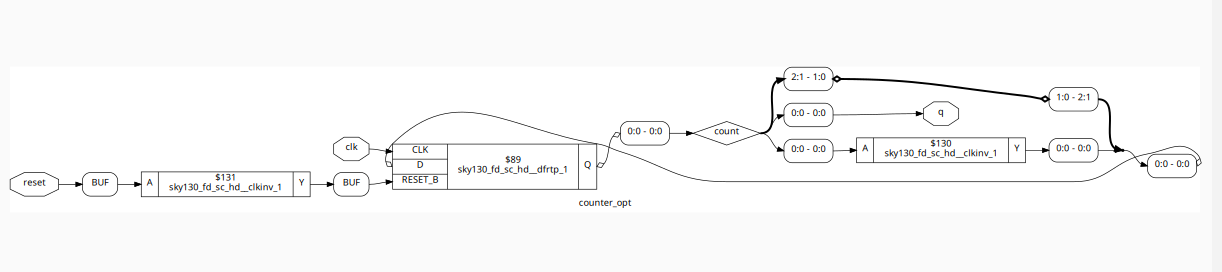 2:1 - 1:0
1:0 - 2:1
0:0 - 0:0
q
0:0 - 0:0
count
clk
CLK
D
RESET_B
$89
sky130_fd_sc_hd__dfrtp_1
Q
0:0 - 0:0
A
$130
sky130_fd_sc_hd__clkinv_1
Y
0:0 - 0:0
0:0 - 0:0
reset
BUF
A
$131
sky130_fd_sc_hd__clkinv_1
Y
BUF
counter_opt